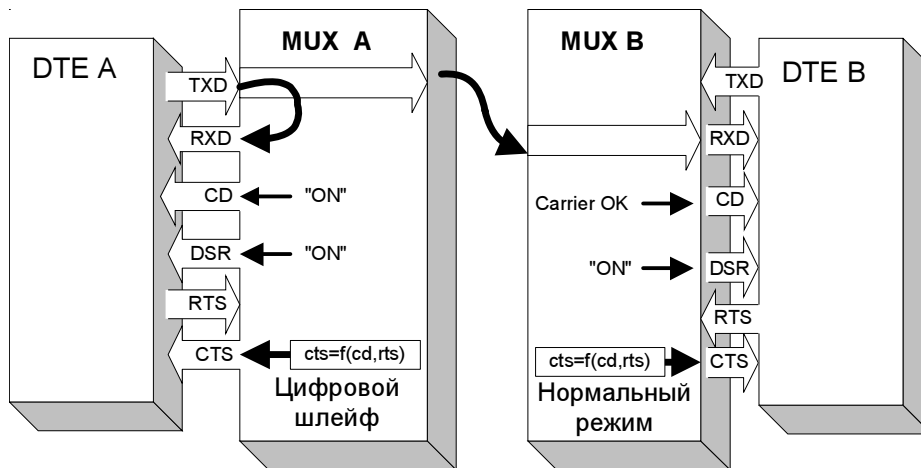 DTE A
MUX A
MUX B
DTE B
TXD
TXD
RXD
RXD
CD
"ON"
Carrier OK
CD
DSR
"ON"
"ON"
DSR
RTS
RTS
CTS
cts=f(cd,rts)
cts=f(cd,rts)
CTS
Цифровой
шлейф
Нормальный
режим